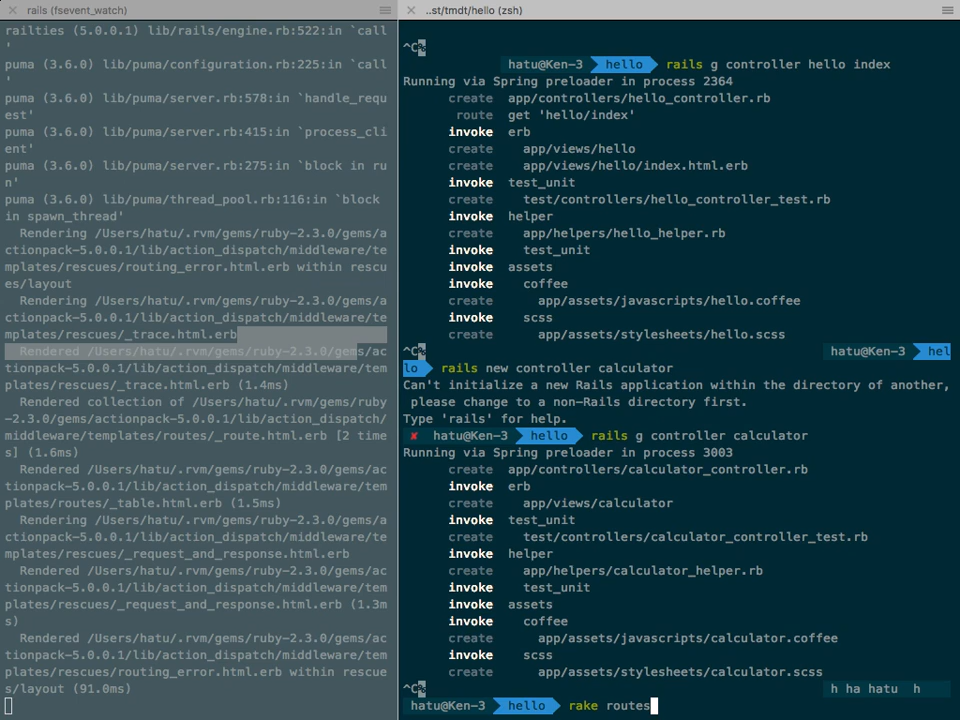 rails (fsevent_watch)
railties (5.0.0.1) lib/rails/engine.rb:522:in `call
'
puma (3.6.0) lib/puma/configuration.rb:225:in `call
'
puma (3.6.0) lib/puma/server.rb:578:in `handle_requ
est'
puma (3.6.0) lib/puma/server.rb:415:in `process_cli
ent'
puma (3.6.0) lib/puma/server.rb:275:in `block in ru
n'
puma (3.6.0) lib/puma/thread_pool.rb:116:in `block
in spawn_thread'
  Rendering /Users/hatu/.rvm/gems/ruby-2.3.0/gems/a
ctionpack-5.0.0.1/lib/action_dispatch/middleware/te
mplates/rescues/routing_error.html.erb within rescu
es/layout
  Rendering /Users/hatu/.rvm/gems/ruby-2.3.0/gems/a
ctionpack-5.0.0.1/lib/action_dispatch/middleware/te
mplates/rescues/_trace.html.erb
  Rendered /Users/hatu/.rvm/gems/ruby-2.3.0/gems/ac
tionpack-5.0.0.1/lib/action_dispatch/middleware/tem
plates/rescues/_trace.html.erb (1.4ms)
  Rendered collection of /Users/hatu/.rvm/gems/ruby
-2.3.0/gems/actionpack-5.0.0.1/lib/action_dispatch/
middleware/templates/routes/_route.html.erb [2 time
s] (1.6ms)
  Rendered /Users/hatu/.rvm/gems/ruby-2.3.0/gems/ac
tionpack-5.0.0.1/lib/action_dispatch/middleware/tem
plates/routes/_table.html.erb (1.5ms)
  Rendering /Users/hatu/.rvm/gems/ruby-2.3.0/gems/a
ctionpack-5.0.0.1/lib/action_dispatch/middleware/te
mplates/rescues/_request_and_response.html.erb
  Rendered /Users/hatu/.rvm/gems/ruby-2.3.0/gems/ac
tionpack-5.0.0.1/lib/action_dispatch/middleware/tem
plates/rescues/_request_and_response.html.erb (1.3m
s)
  Rendered /Users/hatu/.rvm/gems/ruby-2.3.0/gems/ac
tionpack-5.0.0.1/lib/action_dispatch/middleware/tem
plates/rescues/routing_error.html.erb within rescue
s/layout (91.0ms)
..st/tmdt/hello (zsh)
^C%
hatu@Ken-3 hello rails g controller hello index
Running via Spring preloader in process 2364
create app/controllers/hello_controller.rb
route get 'hello/index'
invoke erb
create app/views/hello
create app/views/hello/index.html.erb
invoke test_unit
create test/controllers/hello_controller_test.rb
invoke helper
create app/helpers/hello_helper.rb
invoke test_unit
invoke assets
invoke coffee
create app/assets/javascripts/hello.coffee
invoke scss
create app/assets/stylesheets/hello.scss
^C% hatu@Ken-3 hel
lo rails new controller calculator
Can't initialize a new Rails application within the directory of another,
 please change to a non-Rails directory first.
Type 'rails' for help.
✘ hatu@Ken-3 hello rails g controller calculator
Running via Spring preloader in process 3003
create app/controllers/calculator_controller.rb
invoke erb
create app/views/calculator
invoke test_unit
create test/controllers/calculator_controller_test.rb
invoke helper
create app/helpers/calculator_helper.rb
invoke test_unit
invoke assets
invoke coffee
create app/assets/javascripts/calculator.coffee
invoke scss
create app/assets/stylesheets/calculator.scss
^C% h ha hatu h
hatu@Ken-3 hello rake routes